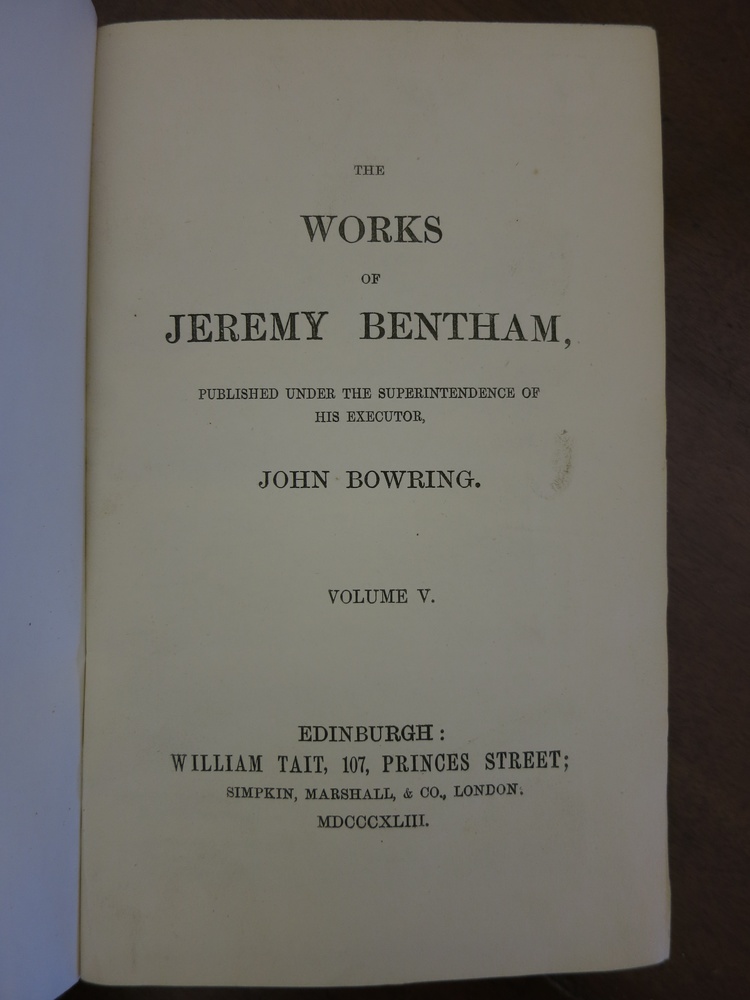 THE
WORKS
OF
JEREMY BENTHAM,
PUBLISHED UNDER THE SUPERINTENDENCE OF
HIS EXECUTOR,
JOHN BOWRING.
VOLUME V.
EDINBURGH:
WILLIAM TAIT, 107, PRINCES STREET;
SIMPKIN, MARSHALL, & CO., LONDON.
MDCCCXLIII.